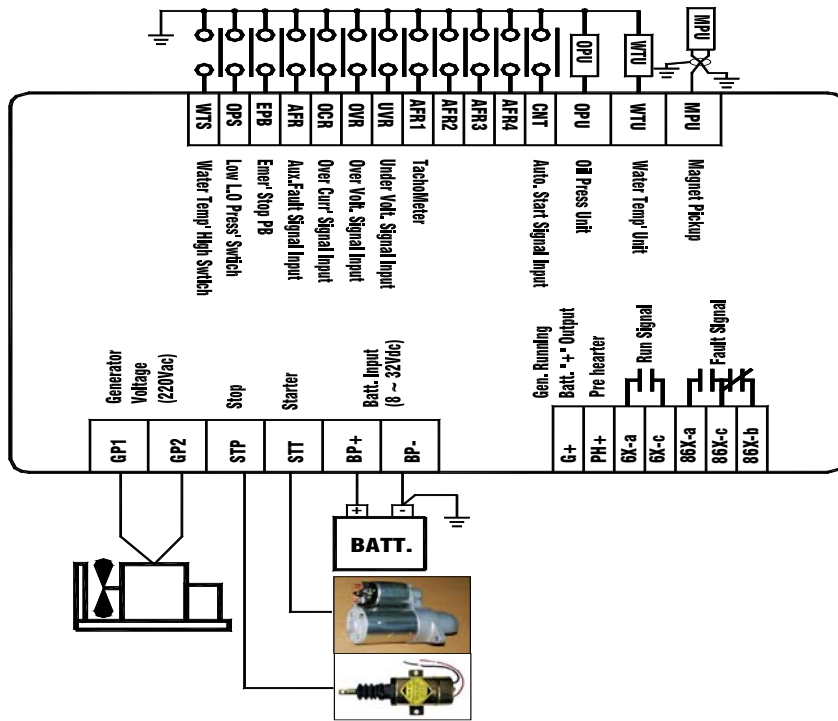 MPU
OPU
WTU
WTS
OPS
EPB
AFR
OCR
OVR
UVR
AFR1
AFR2
AFR3
AFR4
CNT
OPU
WTU
MPU
Water Temp' High Swtich
Low L.O Press' Swtich
Emer' Stop PB
Aux.Fault Signal Input
Over Curr' Signal Input
Over Volt. Signal Input
Under Volt. Signal Input
TachoMeter
Auto. Start Signal Input
Oil Press Unit
Water Temp' Unit
Magnet Pickup
Generator
Voltage
(220Vac)
Stop
Starter
Batt. Input
(8 ~ 32Vdc)
Gen. Running
Batt. "+" Output
Pre hearter
Run Signal
Fault Signal
GP1
GP2
STP
STT
BP+
BP-
G+
PH+
6X-a
6X-c
86X-a
86X-c
86X-b
+
-
BATT.